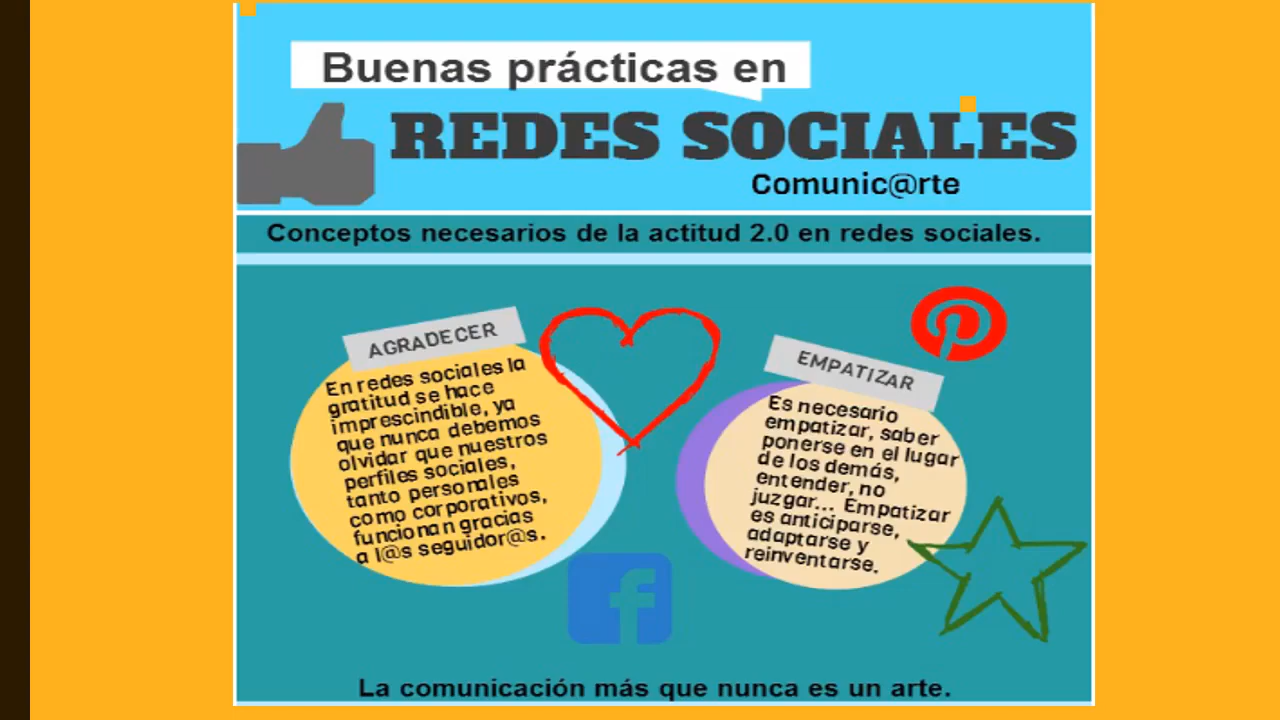 Buenas prácticas en
REDES SOCIALES
Comunic@rte
Conceptos necesarios de la actitud 2.0 en redes sociales.
AGRADECER
En redes sociales la
gratitud se hace
imprescindible, ya
que nunca debemos
olvidar que nuestros
perfiles sociales,
tanto personales
como corporativos,
funcionan gracias
a l@s seguidor@s.
EMPATIZAR
Es necesario
empatizar, saber
ponerse en el lugar
de los demás,
entender, no
juzgar... Empatizar
es anticiparse,
adaptarse y
reinventarse.
La comunicación más que nunca es un arte.